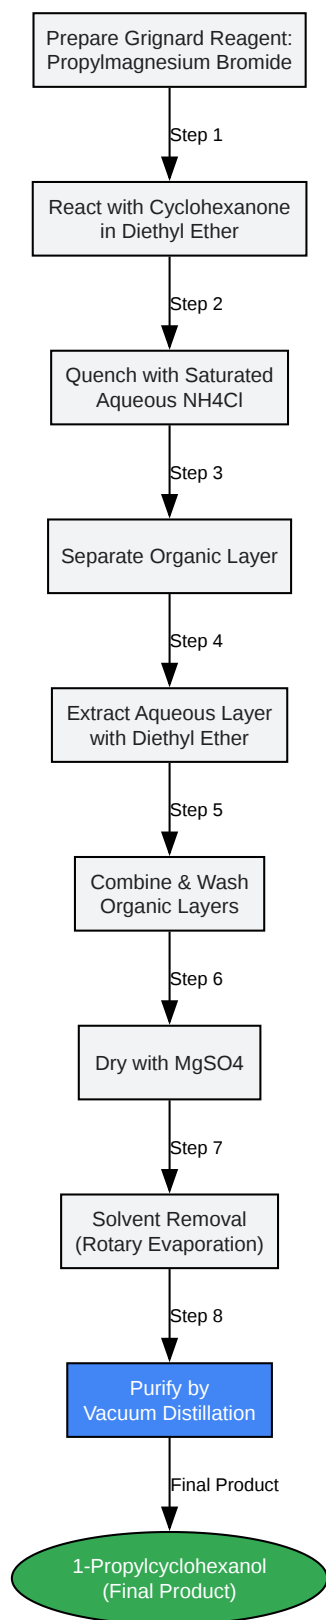 Prepare Grignard Reagent:
Propylmagnesium Bromide
Step 1
React with Cyclohexanone
in Diethyl Ether
Step 2
Quench with Saturated
Aqueous NH4Cl
Step 3
Separate Organic Layer
Step 4
Extract Aqueous Layer
with Diethyl Ether
Step 5
Combine & Wash
Organic Layers
Step 6
Dry with MgSO4
Step 7
Solvent Removal
(Rotary Evaporation)
Step 8
Purify by
Vacuum Distillation
Final Product
1-Propylcyclohexanol
(Final Product)